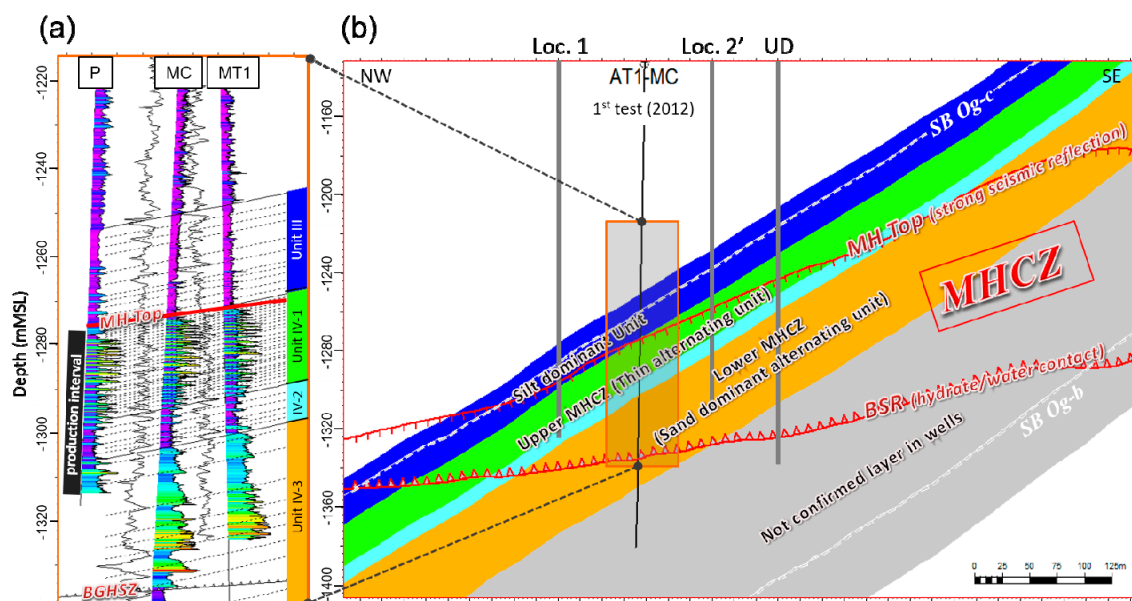 (a)
P
MC
MT1
Depth (mMSL)
-1220
-1240
-1260
-1280
-1300
-1320
production interval
MH Top
BGHSZ
Unit III
Unit IV-1
IV-2
Unit IV-3
(b)
Loc. 1
Loc. 2’
UD
NW
AT1-MC
SE
1st test (2012)
-1160
-1200
-1240
-1280
-1320
-1360
-1400
SB Og-c
MH Top (strong seismic reflection)
MHCZ
Silt dominant Unit
Upper MHCZ (Thin alternating unit)
Lower MHCZ
(Sand dominant alternating unit)
BSR (hydrate/water contact)
SB Og-b
Not confirmed layer in wells
0 25 50 75 100 125m